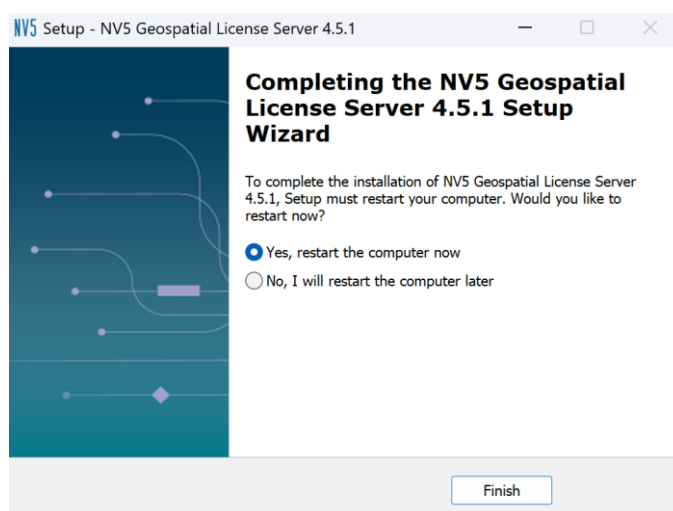 NV5 Setup - NV5 Geospatial License Server 4.5.1
Completing the NV5 Geospatial
License Server 4.5.1 Setup
Wizard
To complete the installation of NV5 Geospatial License Server
4.5.1, Setup must restart your computer. Would you like to
restart now?
Yes, restart the computer now
No, I will restart the computer later
Finish